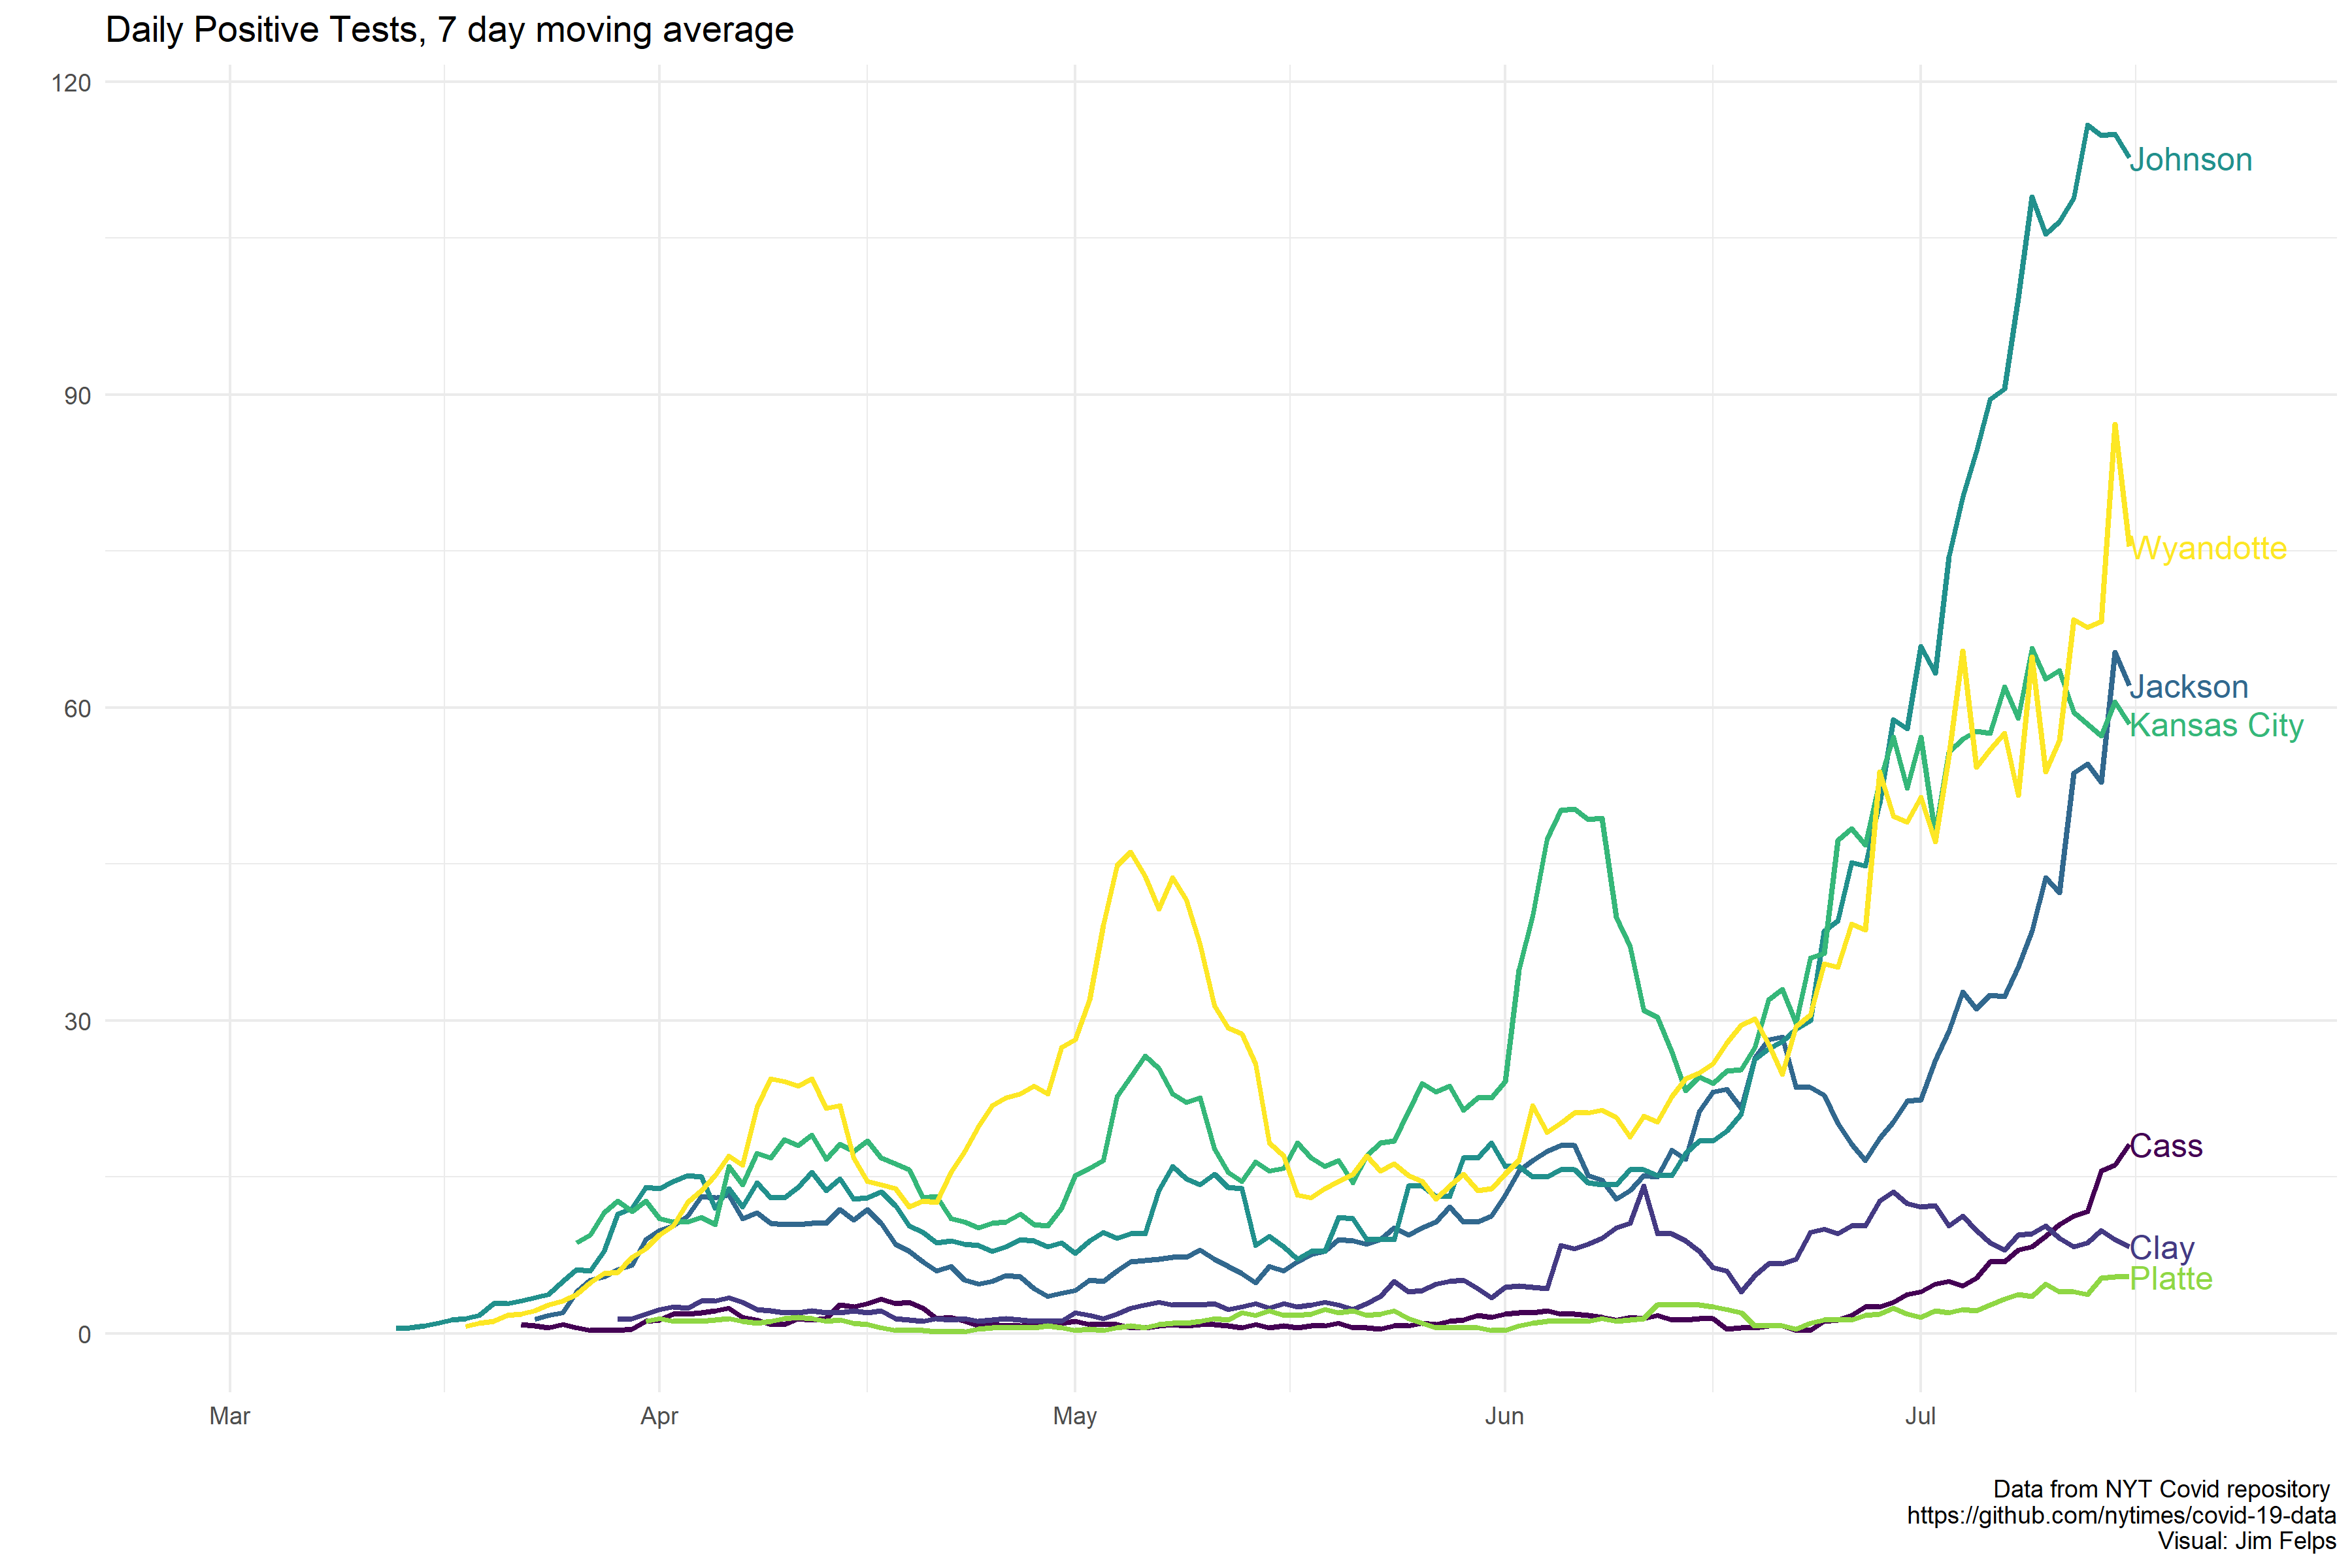 Daily Positive Tests, 7 day moving average
120
90
60
30
0
Johnson
Wyandotte
Jackson
Kansas City
Cass
Clay
Platte
Mar Apr May Jun Jul
Data from NYT Covid repository
https://github.com/nytimes/covid-19-data
Visual: Jim Felps